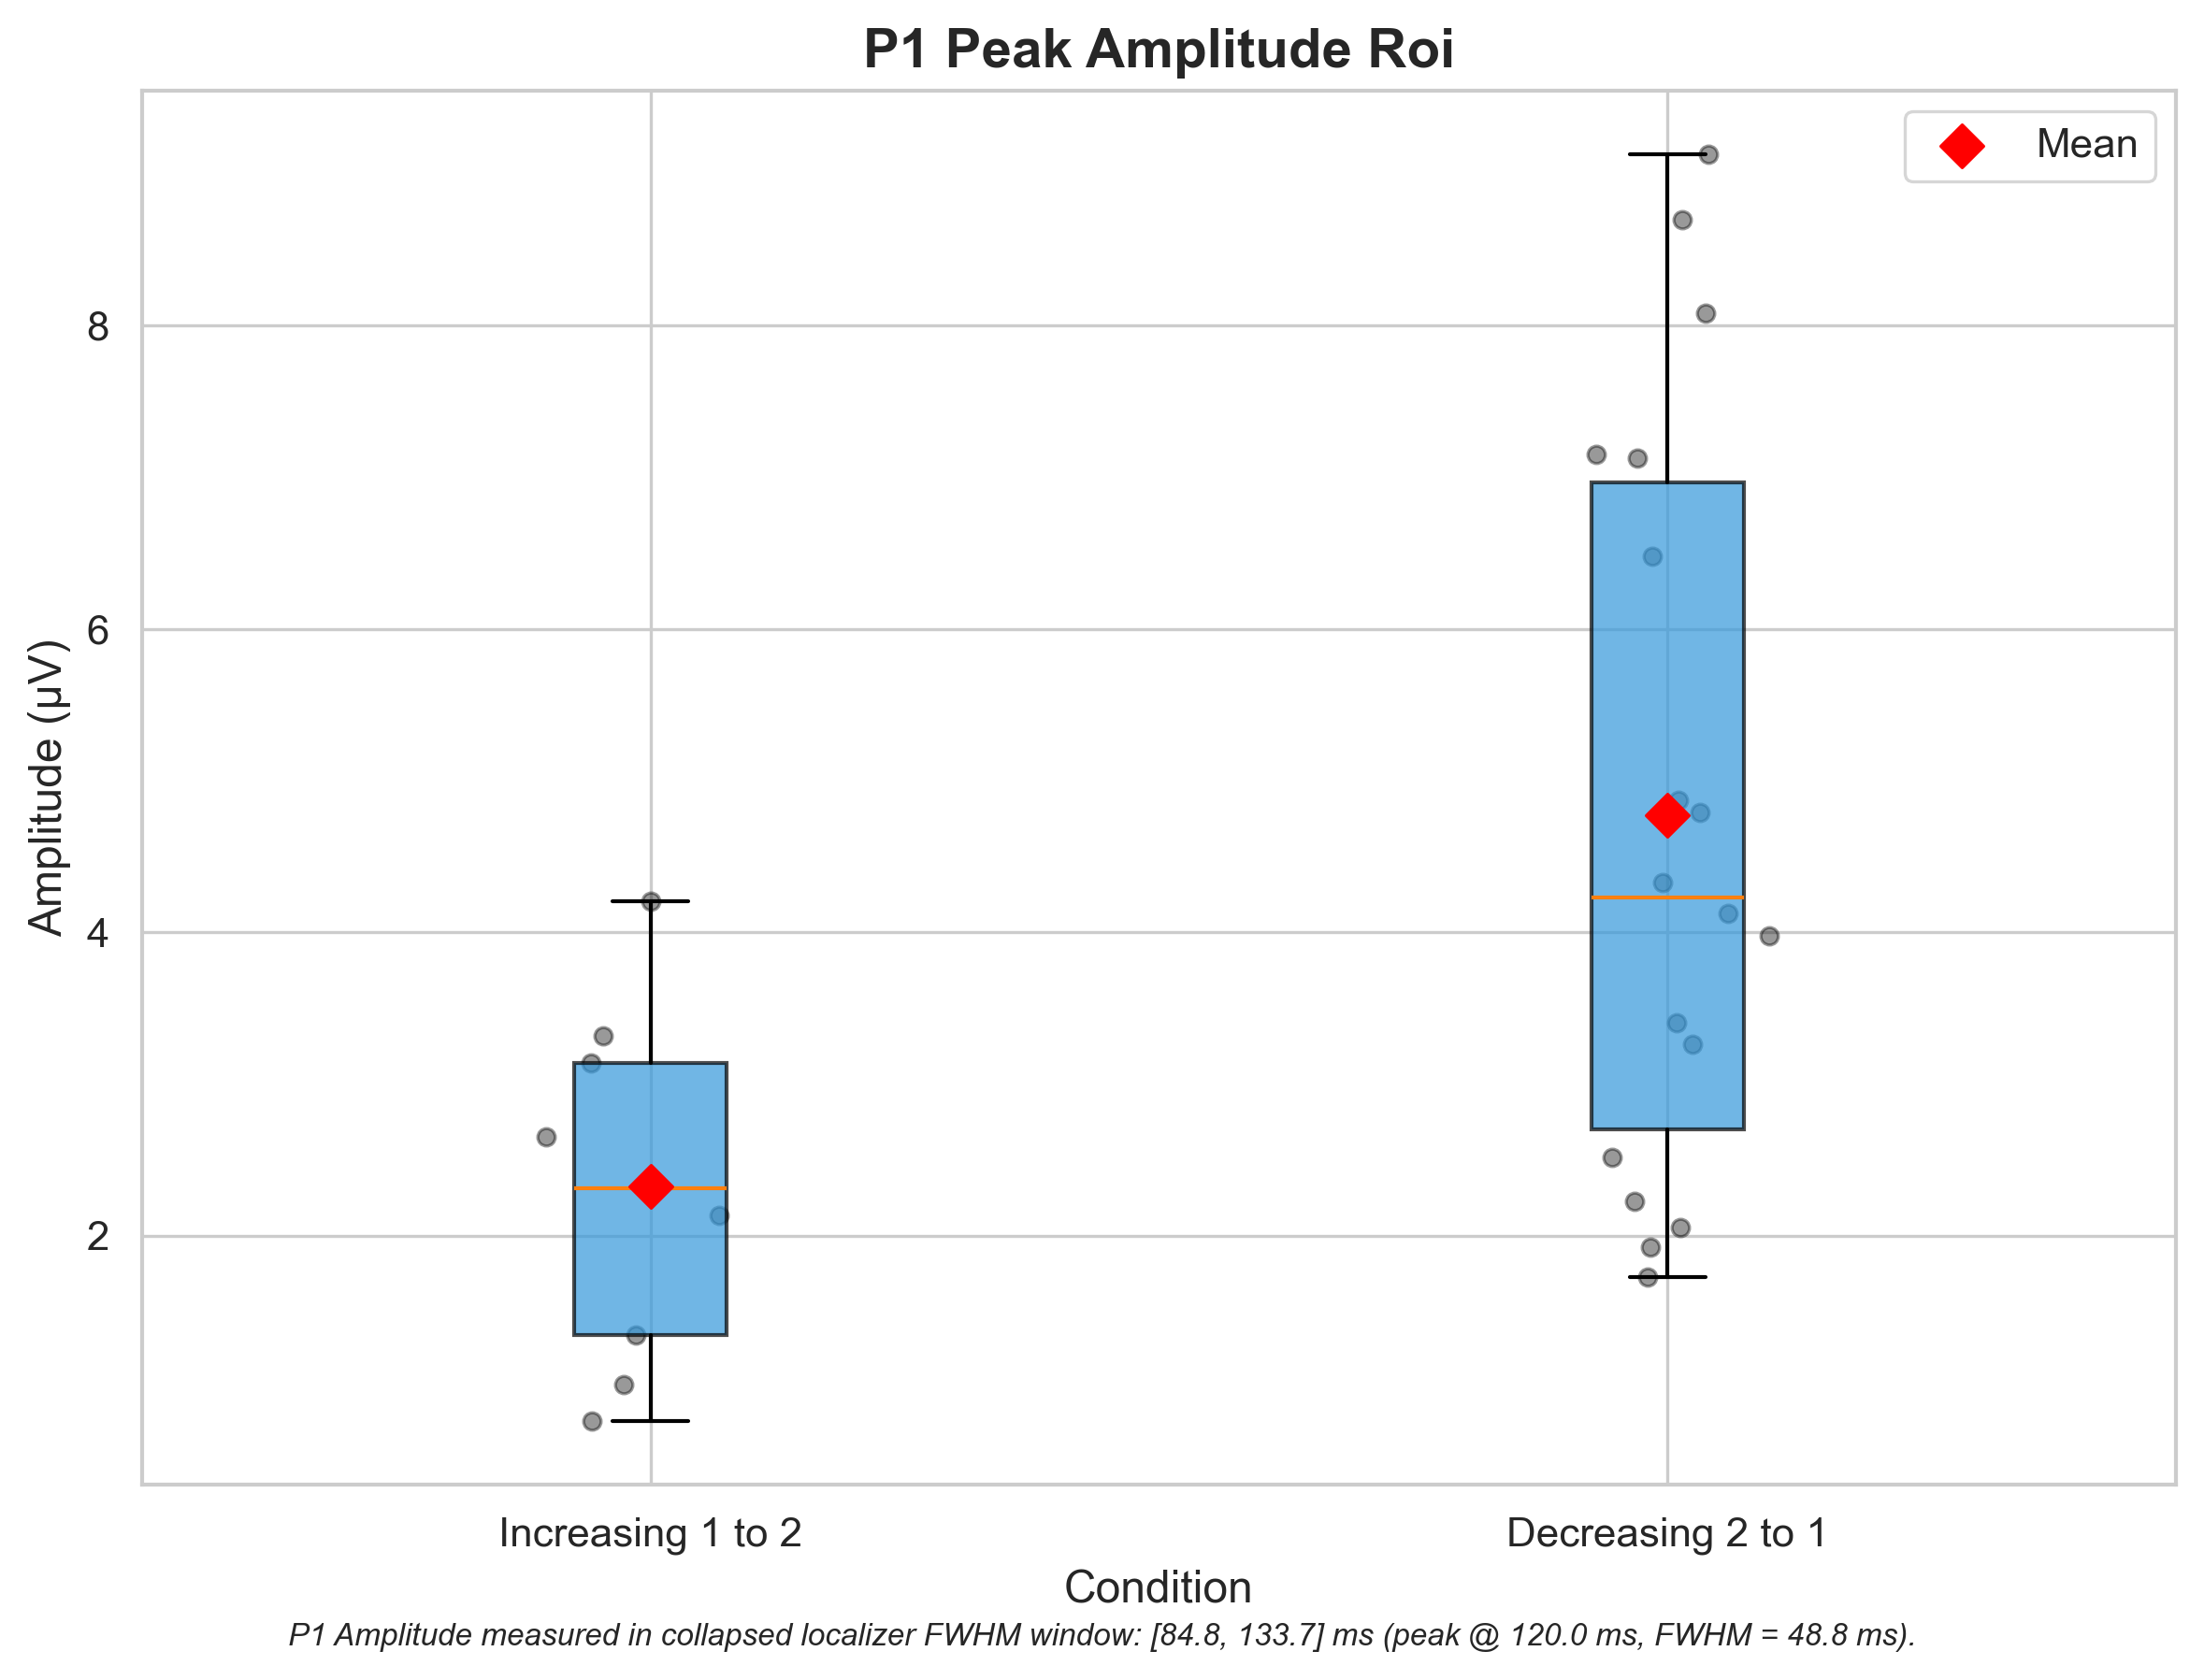 P1 Peak Amplitude Roi
Mean
Amplitude (µV)
8
6
4
2
Increasing 1 to 2
Decreasing 2 to 1
Condition
P1 Amplitude measured in collapsed localizer FWHM window: [84.8, 133.7] ms (peak @ 120.0 ms, FWHM = 48.8 ms).